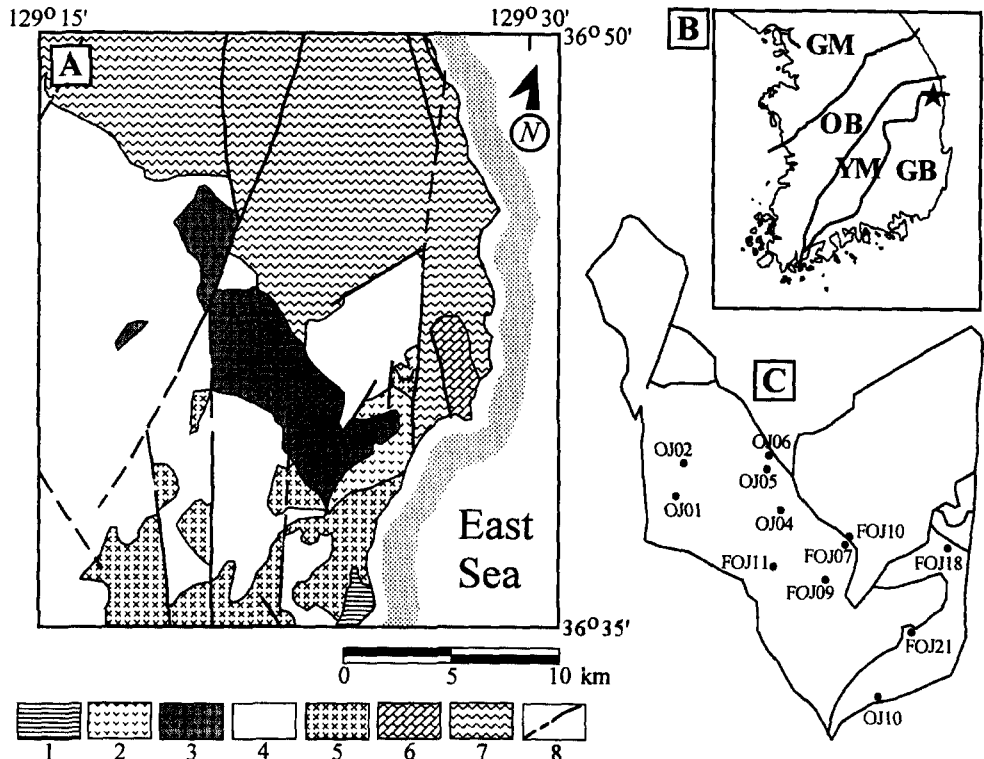 129° 15'
129° 30'
36° 50'
A
N
East
Sea
36° 35'
0 5 10 km
1 2 3 4 5 6 7 8
B
GM
OB
YM
GB
C
OJ06
OJ02
OJ05
OJ01
OJ04
FOJ10
FOJ07
FOJ18
FOJ11
FOJ09
FOJ21
OJ10